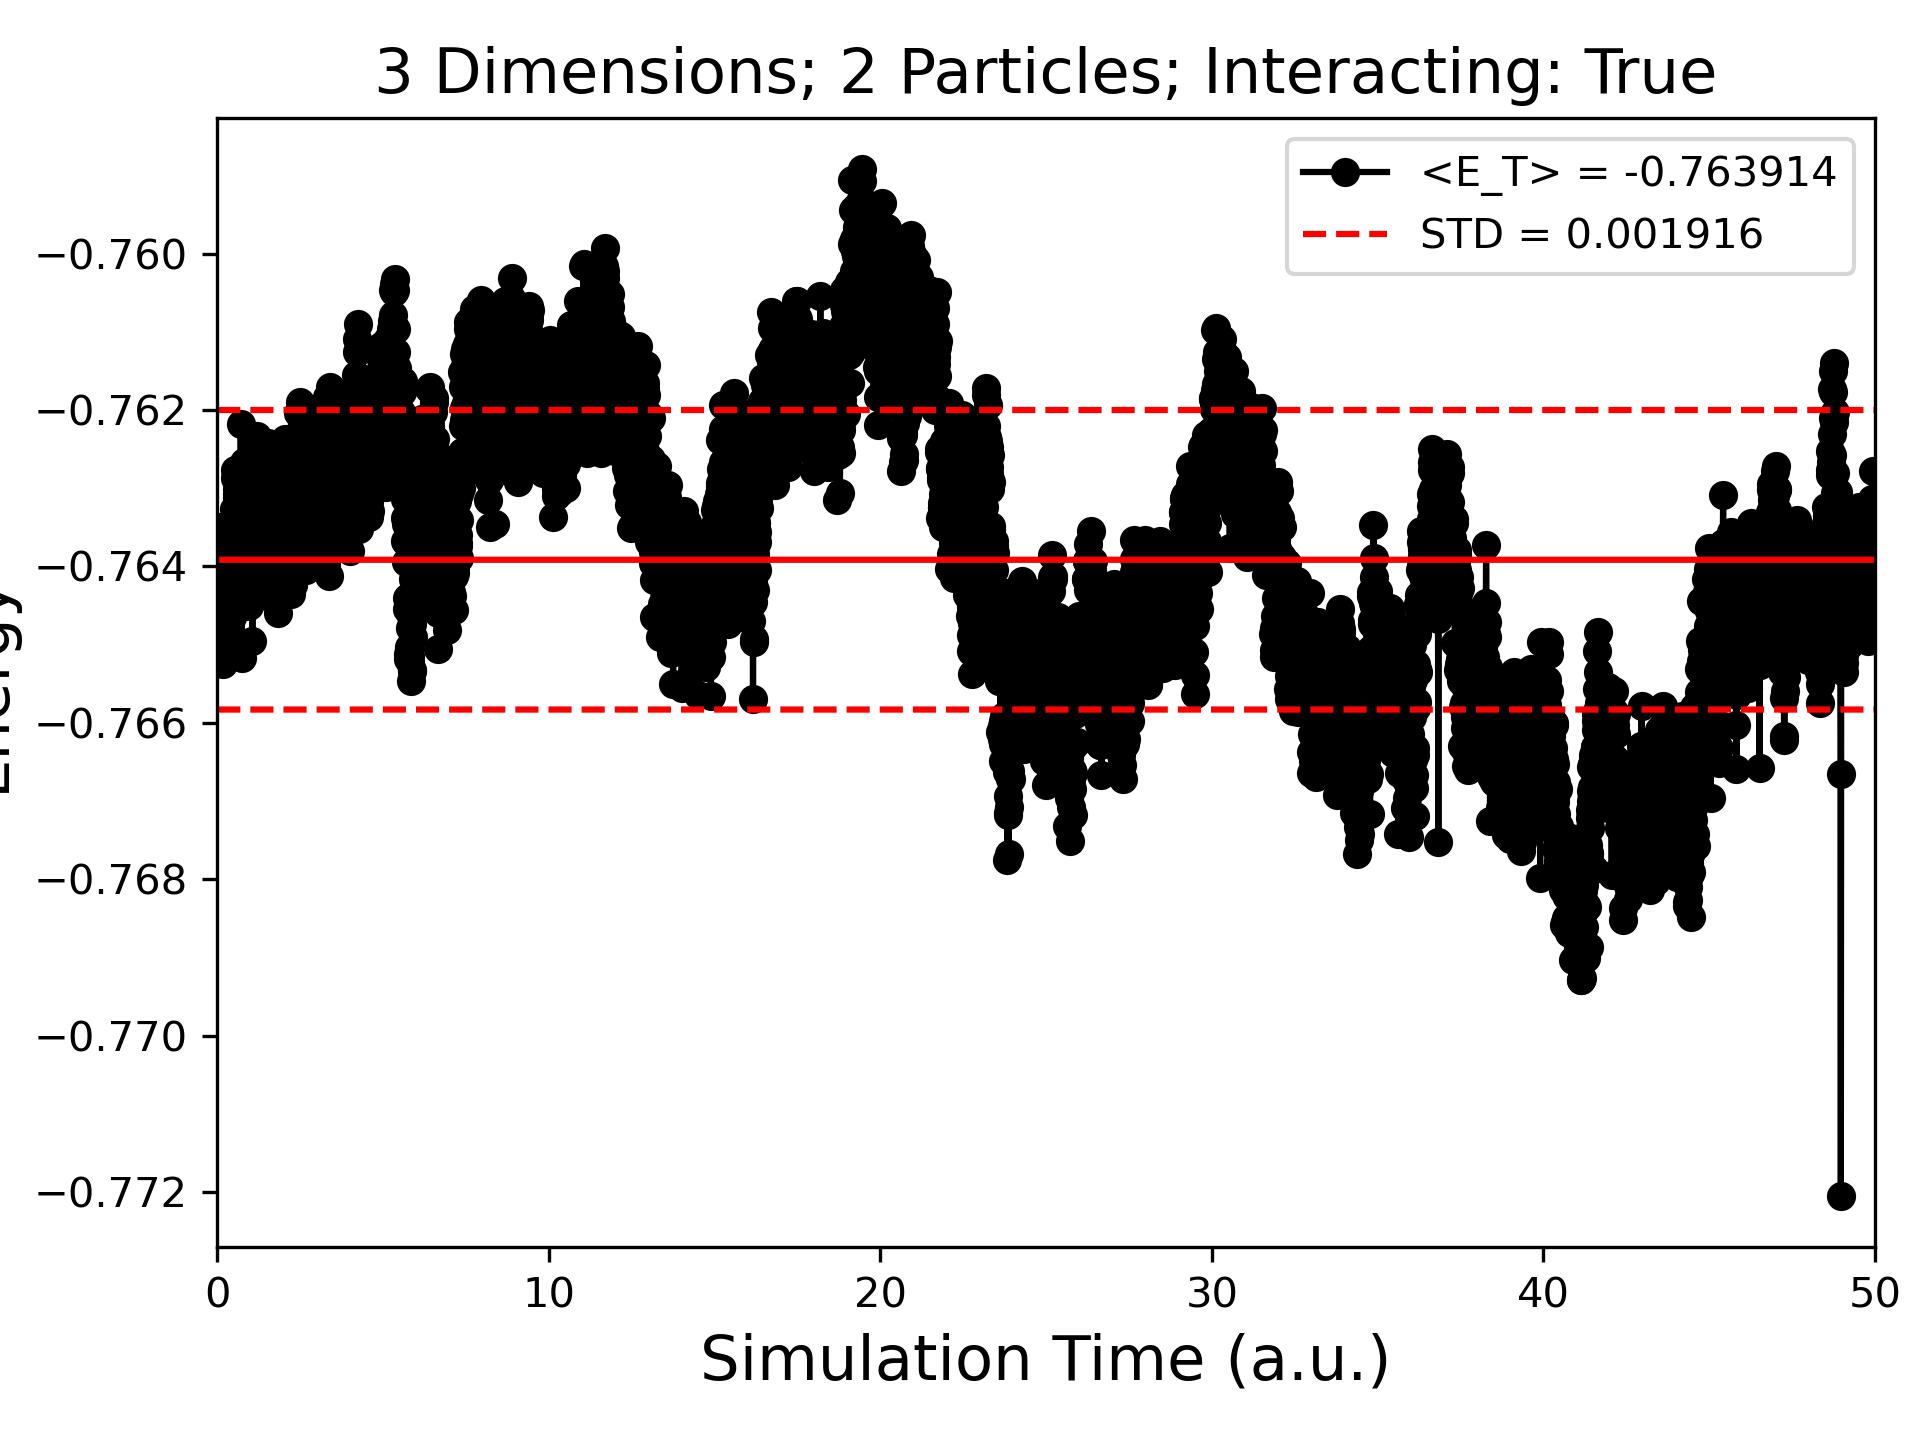 3 Dimensions; 2 Particles; Interacting: True
<E_T> = -0.763914
STD = 0.001916
−0.760
−0.762
−0.764
−0.766
−0.768
−0.770
−0.772
Energy
0 10 20 30 40 50
Simulation Time (a.u.)